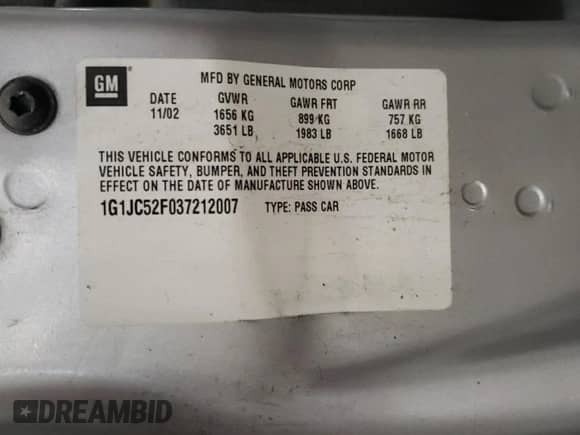 GM
MFD BY GENERAL MOTORS CORP
DATE GVWR GAWR FRT GAWR RR
11/02 1656 KG 899 KG 757 KG
3651 LB 1983 LB 1668 LB
THIS VEHICLE CONFORMS TO ALL APPLICABLE U.S. FEDERAL MOTOR
VEHICLE SAFETY, BUMPER, AND THEFT PREVENTION STANDARDS IN
EFFECT ON THE DATE OF MANUFACTURE SHOWN ABOVE.
1G1JC52F037212007 TYPE: PASS CAR
DREAMBID